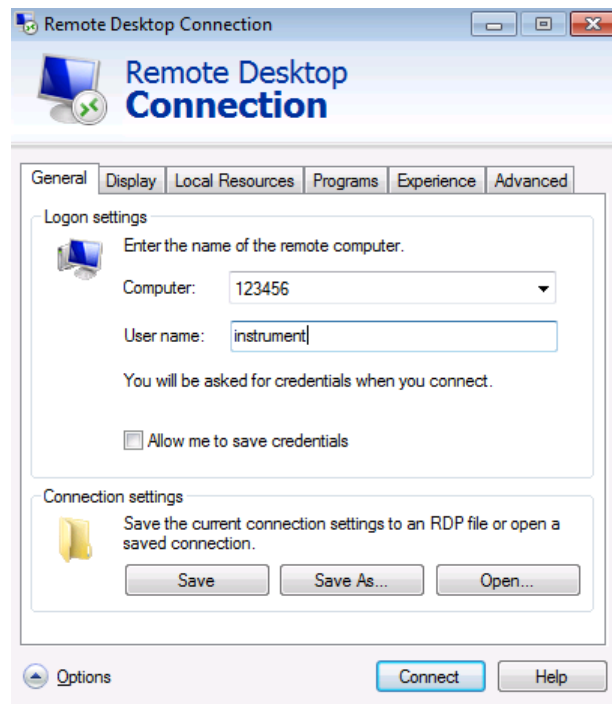 Remote Desktop Connection
Remote Desktop
Connection
General Display Local Resources Programs Experience Advanced
Logon settings
Enter the name of the remote computer.
Computer: 123456
User name: instrument
You will be asked for credentials when you connect.
Allow me to save credentials
Connection settings
Save the current connection settings to an RDP file or open a
saved connection.
Save Save As... Open...
Options Connect Help